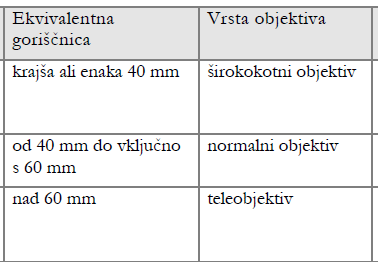 Ekvivalentna
goriščnica
Vrsta objektiva
krajša ali enaka 40 mm
širokokotni objektiv
od 40 mm do vključno
s 60 mm
normalni objektiv
nad 60 mm
teleobjektiv